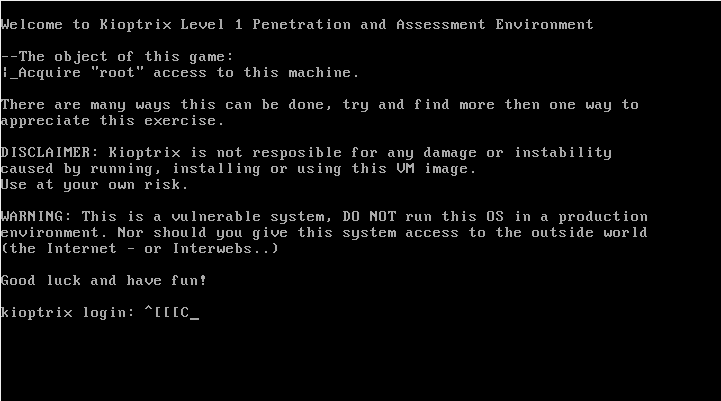 Welcome to Kioptrix Level 1 Penetration and Assessment Environment
--The object of this game:
|_Acquire "root" access to this machine.
There are many ways this can be done, try and find more then one way to
appreciate this exercise.
DISCLAIMER: Kioptrix is not resposible for any damage or instability
caused by running, installing or using this VM image.
Use at your own risk.
WARNING: This is a vulnerable system, DO NOT run this OS in a production
environment. Nor should you give this system access to the outside world
(the Internet - or Interwebs..)
Good luck and have fun!
kioptrix login: ^[[[C_